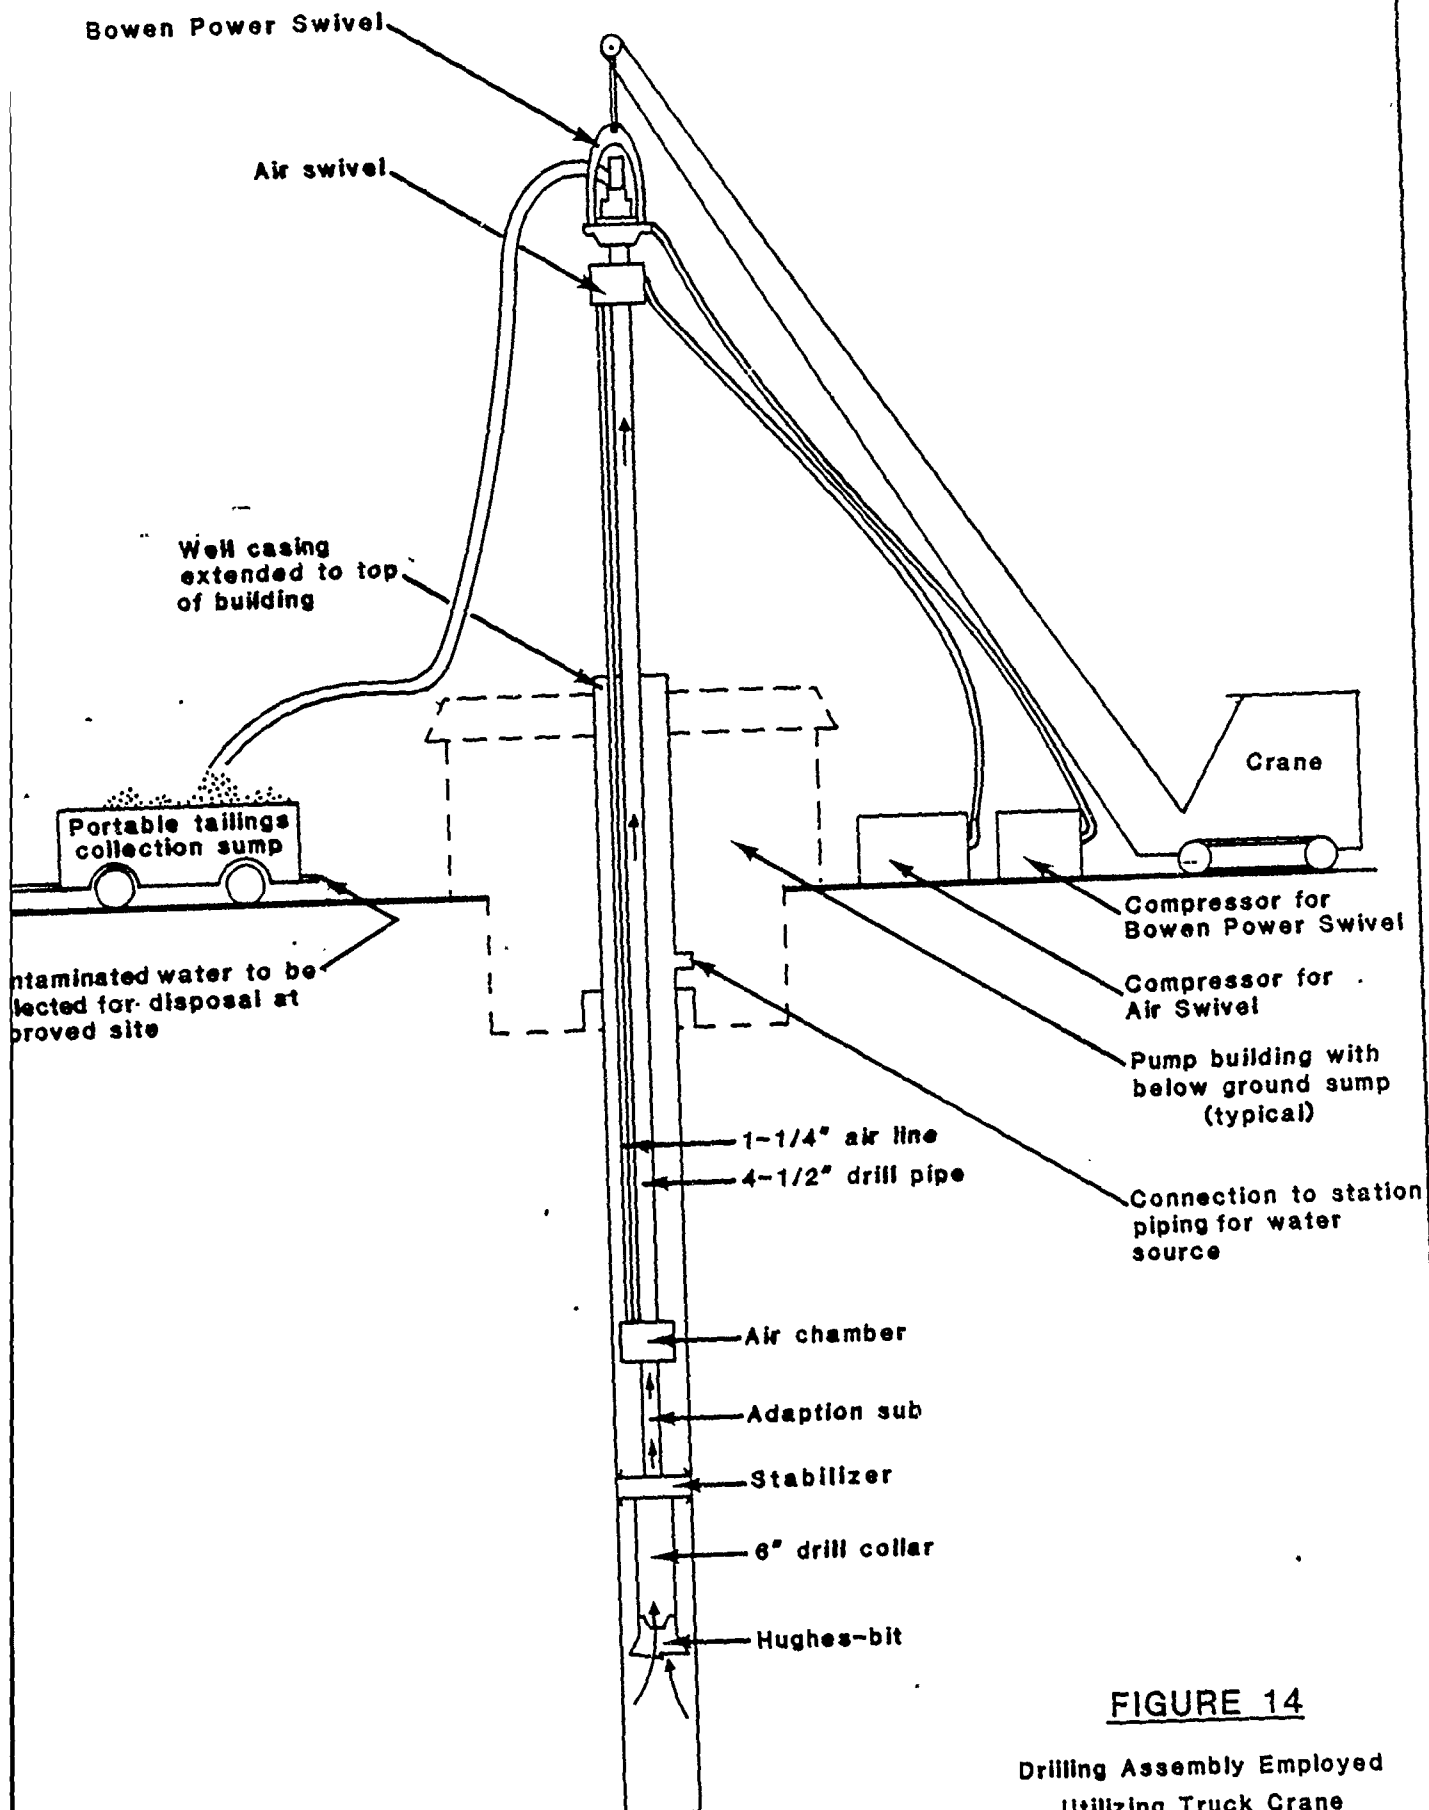 Bowen Power Swivel
Air swivel
Well casing
extended to top
of building
Crane
Portable tailings
collection sump
Compressor for
Bowen Power Swivel
ntaminated water to be
lected for disposal at
proved site
Compressor for
Air Swivel
Pump building with
below ground sump
(typical)
1-1/4" air line
4-1/2" drill pipe
Connection to station
piping for water
source
Air chamber
Adaption sub
Stabilizer
6" drill collar
Hughes-bit
FIGURE 14
Drilling Assembly Employed
Utilizing Truck Crane